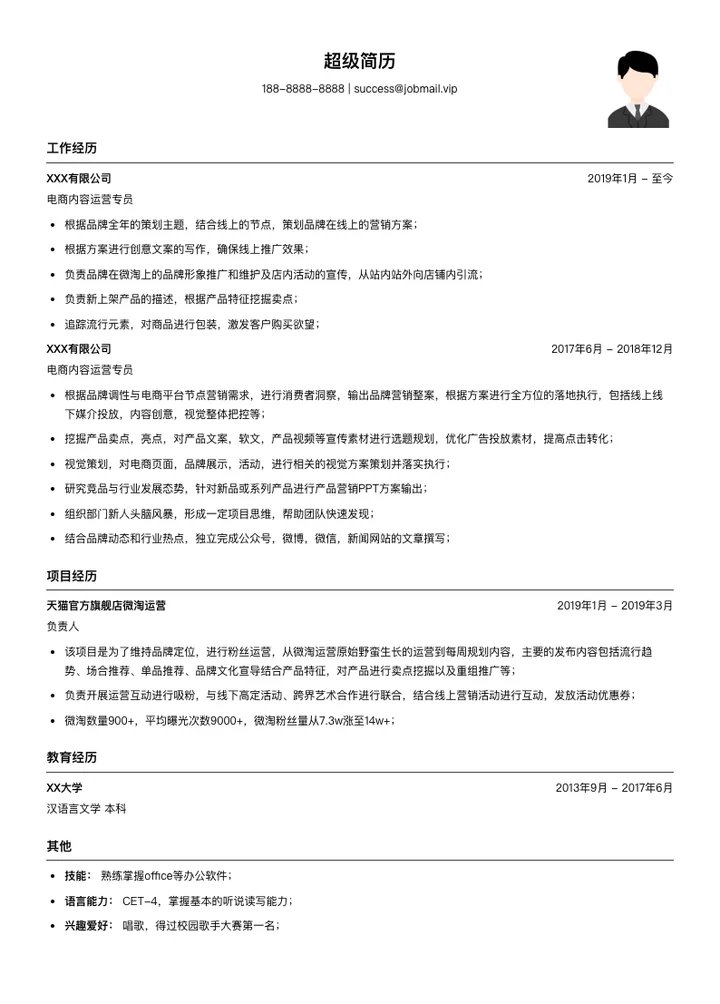 超级简历
188-8888-8888 | success@jobmail.vip
工作经历
XXX有限公司 2019年1月 – 至今
电商内容运营专员
• 根据品牌全年的策划主题，结合线上的节点，策划品牌在线上的营销方案；
• 根据方案进行创意文案的写作，确保线上推广效果；
• 负责品牌在微淘上的品牌形象推广和维护及店内活动的宣传，从站内站外向店铺内引流；
• 负责新上架产品的描述，根据产品特征挖掘卖点；
• 追踪流行元素，对商品进行包装，激发客户购买欲望；
XXX有限公司 2017年6月 – 2018年12月
电商内容运营专员
• 根据品牌调性与电商平台节点营销需求，进行消费者洞察，输出品牌营销整案，根据方案进行全方位的落地执行，包括线上线
下媒介投放，内容创意，视觉整体把控等；
• 挖掘产品卖点，亮点，对产品文案，软文，产品视频等宣传素材进行选题规划，优化广告投放素材，提高点击转化；
• 视觉策划，对电商页面，品牌展示，活动，进行相关的视觉方案策划并落实执行；
• 研究竞品与行业发展态势，针对新品或系列产品进行产品营销PPT方案输出；
• 组织部门新人头脑风暴，形成一定项目思维，帮助团队快速发现；
• 结合品牌动态和行业热点，独立完成公众号，微博，微信，新闻网站的文章撰写；
项目经历
天猫官方旗舰店微淘运营 2019年1月 – 2019年3月
负责人
• 该项目是为了维持品牌定位，进行粉丝运营，从微淘运营原始野蛮生长的运营到每周规划内容，主要的发布内容包括流行趋
势、场合推荐、单品推荐、品牌文化宣导结合产品特征，对产品进行卖点挖掘以及重组推广等；
• 负责开展运营互动进行吸粉，与线下高定活动、跨界艺术合作进行联合，结合线上营销活动进行互动，发放活动优惠券；
• 微淘数量900+，平均曝光次数9000+，微淘粉丝量从7.3w涨至14w+；
教育经历
XX大学 2013年9月 – 2017年6月
汉语言文学 本科
其他
• 技能： 熟练掌握office等办公软件；
• 语言能力： CET-4，掌握基本的听说读写能力；
• 兴趣爱好： 唱歌，得过校园歌手大赛第一名；